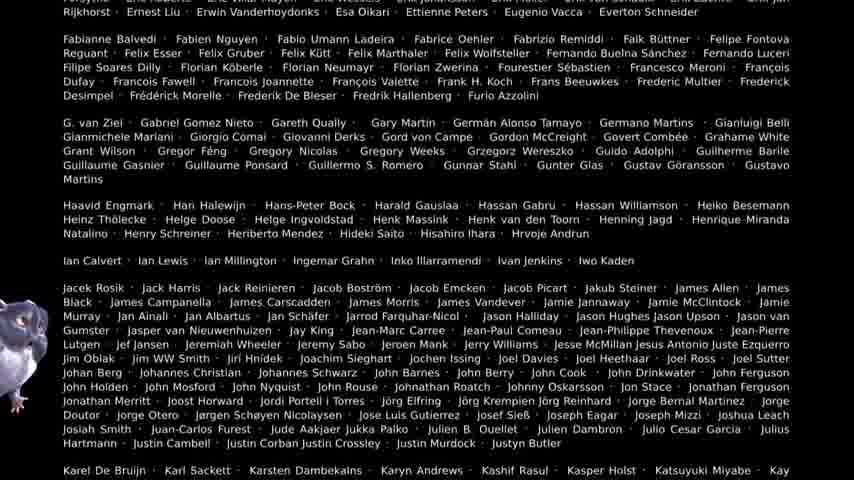 Rijkhorst · Ernest Liu · Erwin Vanderhoydonks · Esa Oikari · Ettienne Peters · Eugenio Vacca · Everton Schneider
Fabianne Balvedi · Fabien Nguyen · Fabio Umann Ladeira · Fabrice Oehler · Fabrizio Remiddi · Falk Büttner · Felipe Fontova
Reguant · Felix Esser · Felix Gruber · Felix Kütt · Felix Marthaler · Felix Wolfsteller · Fernando Buelna Sánchez · Fernando Luceri
Filipe Soares Dilly · Florian Köberle · Florian Neumayr · Florian Zwerina · Fourestier Sébastien · Francesco Meroni · François
Dufay · Francois Fawell · Francois Joannette · François Valette · Frank H. Koch · Frans Beeuwkes · Frederic Multier · Frederick
Desimpel · Frédérick Morelle · Frederik De Bleser · Fredrik Hallenberg · Furio Azzolini
G. van Ziel · Gabriel Gomez Nieto · Gareth Qually · Gary Martin · Germán Alonso Tamayo · Germano Martins · Gianluigi Belli
Gianmichele Mariani · Giorgio Comai · Giovanni Derks · Gord von Campe · Gordon McCreight · Govert Combée · Grahame White
Grant Wilson · Gregor Féng · Gregory Nicolas · Gregory Weeks · Grzegorz Wereszko · Guido Adolphi · Guilherme Barile
Guillaume Gasnier · Guillaume Ponsard · Guillermo S. Romero · Gunnar Stahl · Gunter Glas · Gustav Göransson · Gustavo
Martins
Haavid Engmark · Han Halewijn · Hans-Peter Bock · Harald Gauslaa · Hassan Gabru · Hassan Williamson · Heiko Besemann
Heinz Thölecke · Helge Doose · Helge Ingvoldstad · Henk Massink · Henk van den Toorn · Henning Jagd · Henrique Miranda
Natalino · Henry Schreiner · Heriberto Mendez · Hideki Saito · Hisahiro Ihara · Hrvoje Andrun
Ian Calvert · Ian Lewis · Ian Millington · Ingemar Grahn · Inko Illarramendi · Ivan Jenkins · Iwo Kaden
Jacek Rosik · Jack Harris · Jack Reinieren · Jacob Boström · Jacob Emcken · Jacob Picart · Jakub Steiner · James Allen · James
Black · James Campanella · James Carscadden · James Morris · James Vandever · Jamie Jannaway · Jamie McClintock · Jamie
Murray · Jan Ainali · Jan Albartus · Jan Schäfer · Jarrod Farquhar-Nicol · Jason Halliday · Jason Hughes Jason Upson · Jason van
Gumster · Jasper van Nieuwenhuizen · Jay King · Jean-Marc Carree · Jean-Paul Comeau · Jean-Philippe Thevenoux · Jean-Pierre
Lutgen · Jef Jansen · Jeremiah Wheeler · Jeremy Sabo · Jeroen Mank · Jerry Williams · Jesse McMillan Jesus Antonio Juste Ezquerro
Jim Oblak · Jim WW Smith · Jirí Hnídek · Joachim Sieghart · Jochen Issing · Joel Davies · Joel Heethaar · Joel Ross · Joel Sutter
Johan Berg · Johannes Christian · Johannes Schwarz · John Barnes · John Berry · John Cook · John Drinkwater · John Ferguson
John Holden · John Mosford · John Nyquist · John Rouse · Johnathan Roatch · Johnny Oskarsson · Jon Stace · Jonathan Ferguson
Jonathan Merritt · Joost Horward · Jordi Porteil i Torres · Jörg Elfring · Jörg Krempien Jörg Reinhard · Jorge Bernal Martinez · Jorge
Doutor · Jorge Otero · Jørgen Schøyen Nicolaysen · Jose Luis Gutierrez · Josef Sieß · Joseph Eagar · Joseph Mizzi · Joshua Leach
Josiah Smith · Juan-Carlos Furest · Jude Aakjaer Jukka Palko · Julien B. Ouellet · Julien Dambron · Julio Cesar Garcia · Julius
Hartmann · Justin Cambel! · Justin Corban Justin Crossley · Justin Murdock · Justyn Butler
Karel De Bruijn · Karl Sackett · Karsten Dambekalns · Karyn Andrews · Kashif Rasul · Kasper Holst · Katsuyuki Miyabe · Kay